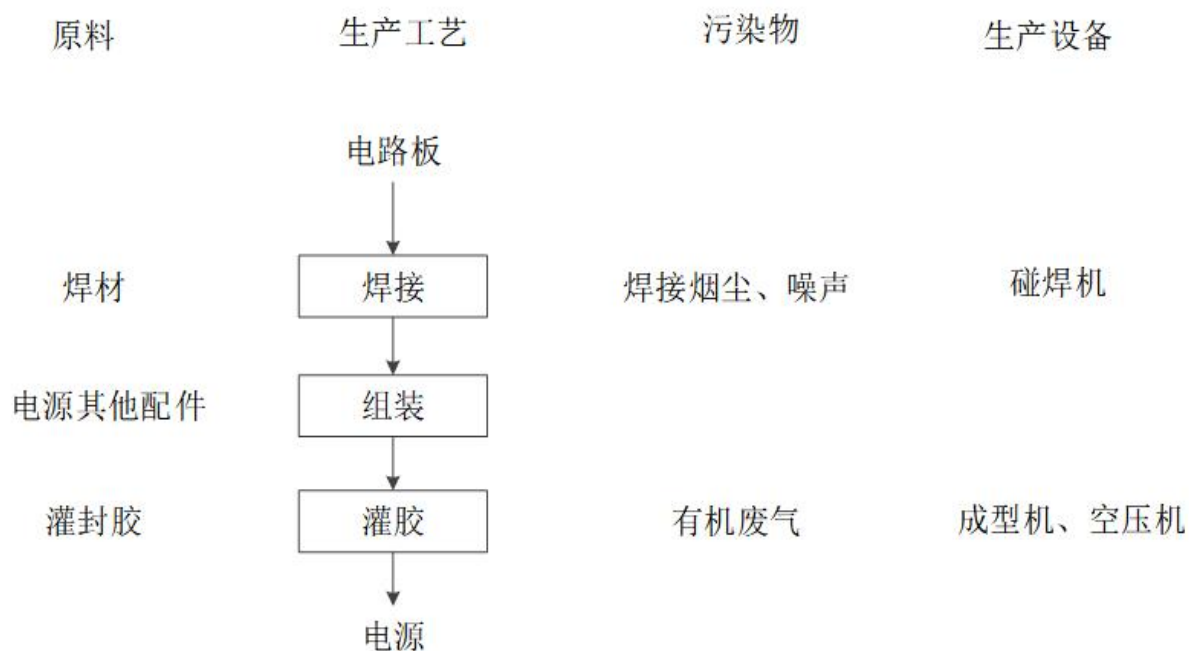 原料 生产工艺 污染物 生产设备
电路板
焊材 焊接 焊接烟尘、噪声 碰焊机
电源其他配件 组装
灌封胶 灌胶 有机废气 成型机、空压机
电源